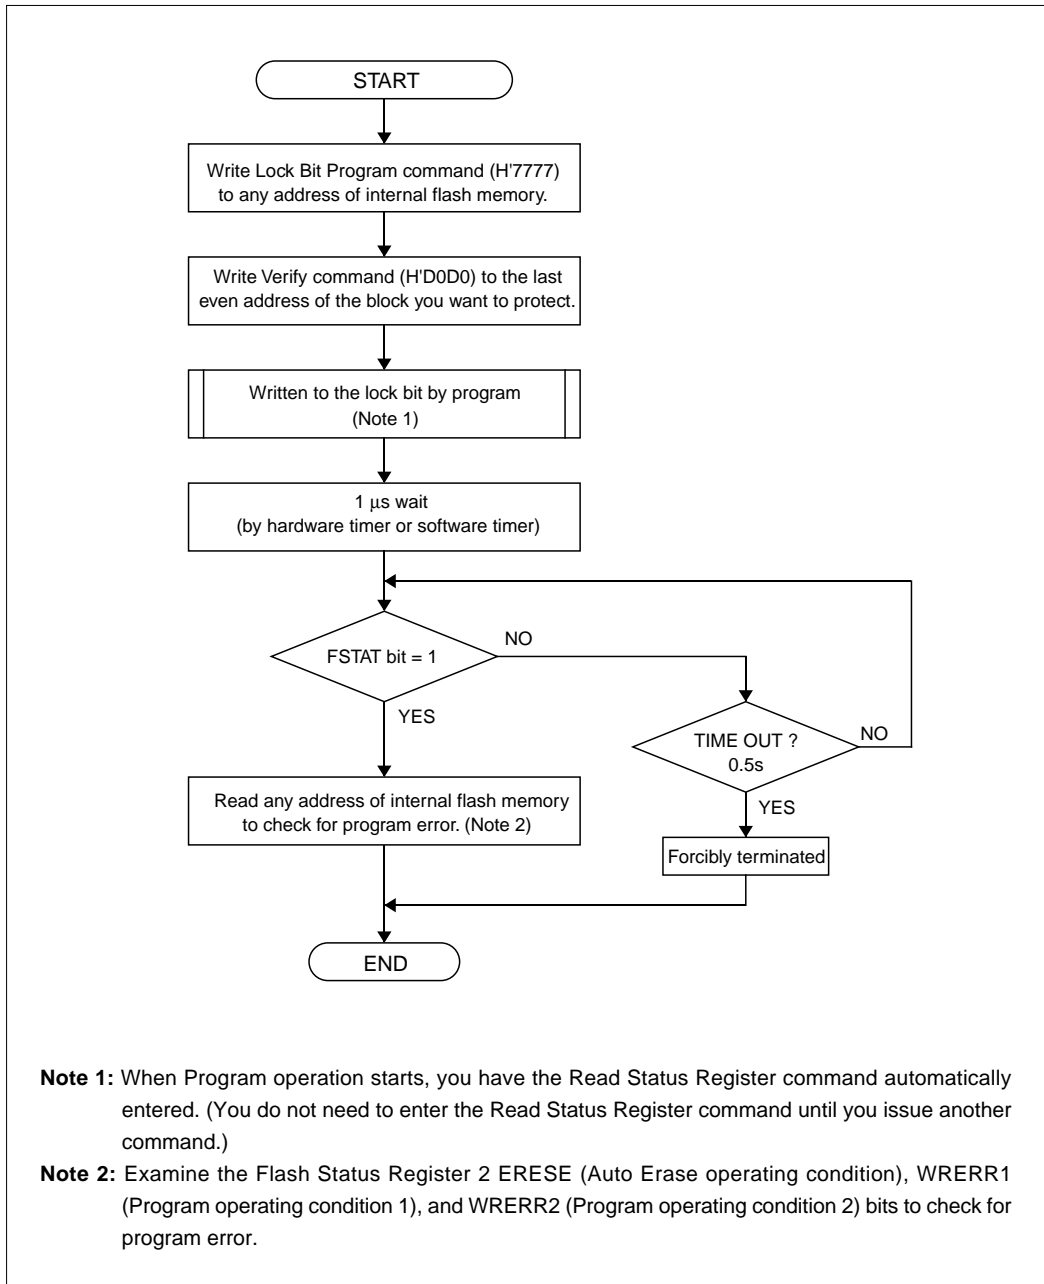 START
Write Lock Bit Program command (H'7777)
to any address of internal flash memory.
Write Verify command (H'D0D0) to the last
even address of the block you want to protect.
Written to the lock bit by program
(Note 1)
1 μs wait
(by hardware timer or software timer)
FSTAT bit = 1
NO
YES
TIME OUT ?
0.5s
NO
YES
Read any address of internal flash memory
to check for program error. (Note 2)
Forcibly terminated
END
Note 1: When Program operation starts, you have the Read Status Register command automatically
entered. (You do not need to enter the Read Status Register command until you issue another
command.)
Note 2: Examine the Flash Status Register 2 ERESE (Auto Erase operating condition), WRERR1
(Program operating condition 1), and WRERR2 (Program operating condition 2) bits to check for
program error.